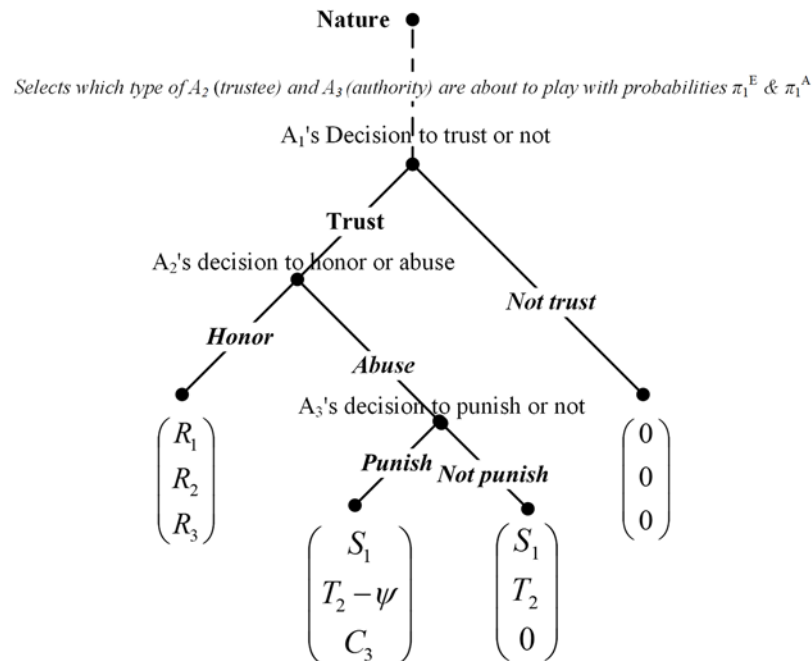 Nature
Selects which type of A₂ (trustee) and A₃ (authority) are about to play with probabilities π₁ᴱ & π₁ᴬ
A₁'s Decision to trust or not
Trust
A₂'s decision to honor or abuse
Not trust
Honor
Abuse
A₃'s decision to punish or not
Punish
Not punish
R₁
R₂
R₃
S₁
T₂ − ψ
C₃
S₁
T₂
0
0
0
0